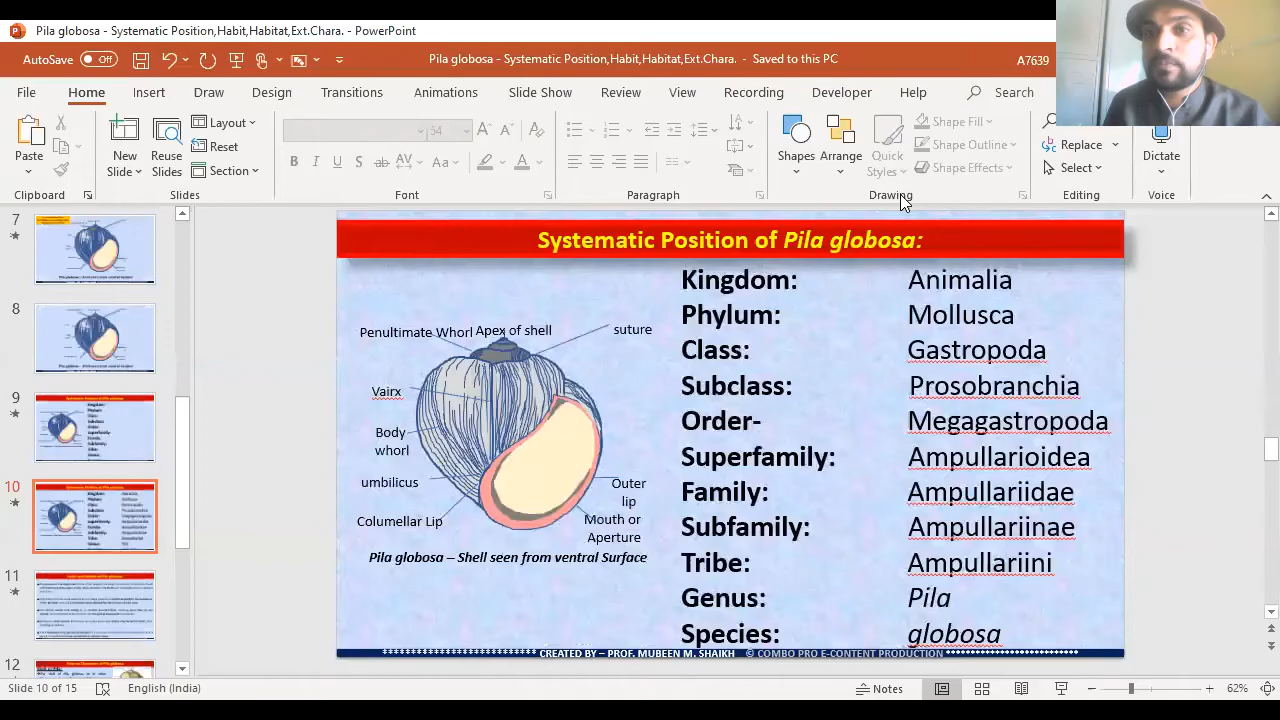 Pila globosa - Systematic Position,Habit,Habitat,Ext.Chara. - PowerPoint
AutoSave Off
Pila globosa - Systematic Position,Habit,Habitat,Ext.Chara. - Saved to this PC
A7639
File Home Insert Draw Design Transitions Animations Slide Show Review View Recording Developer Help Search
Paste
New Slide
Reuse Slides
Layout
Reset
Section
54
Shapes
Arrange
Quick Styles
Shape Fill
Shape Outline
Shape Effects
Replace
Select
Dictate
Clipboard Slides Font Paragraph Drawing Editing Voice
7
8
9
10
11
12
Systematic Position of Pila globosa:
Kingdom: Animalia
Phylum: Mollusca
Class: Gastropoda
Subclass: Prosobranchia
Order- Megagastropoda
Superfamily: Ampullarioidea
Family: Ampullariidae
Subfamily: Ampullariinae
Tribe: Ampullariini
Genus: Pila
Species: globosa
Penultimate Whorl Apex of shell suture
Vairx
Body
whorl
umbilicus
Columellar Lip
Outer
lip
Mouth or
Aperture
Pila globosa – Shell seen from ventral Surface
CREATED BY – PROF. MUBEEN M. SHAIKH © COMBO PRO E-CONTENT PRODUCTION
Slide 10 of 15 English (India) Notes 62%